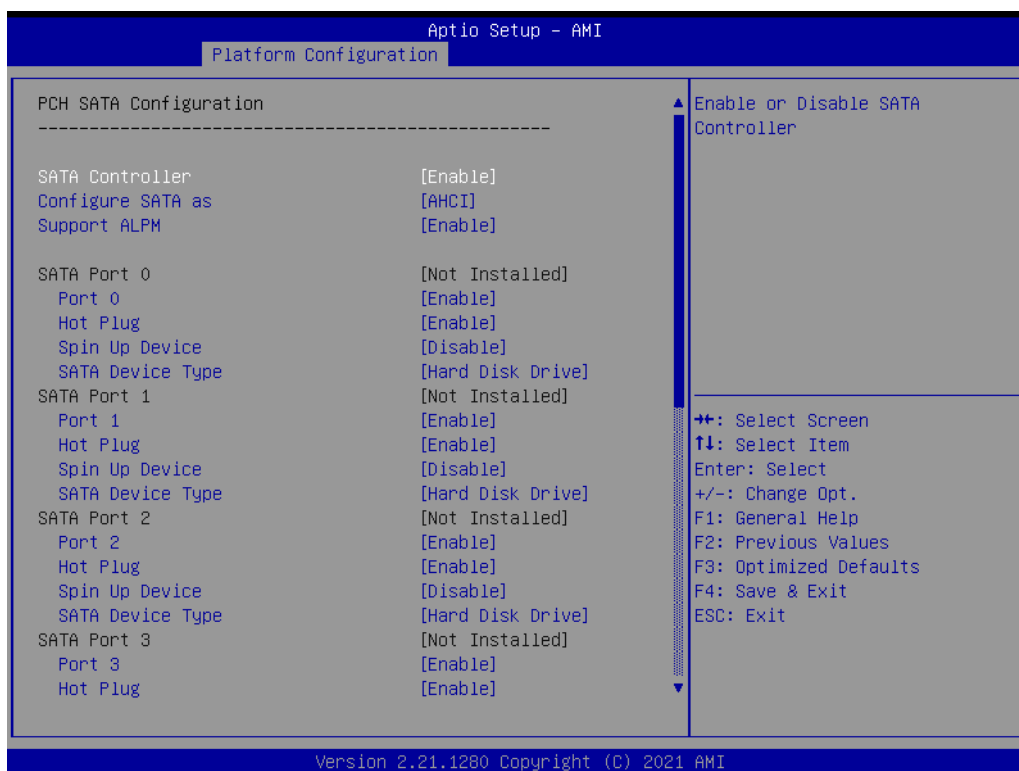 Aptio Setup – AMI
Platform Configuration
PCH SATA Configuration
--------------------------------------------------
SATA Controller [Enable]
Configure SATA as [AHCI]
Support ALPM [Enable]
SATA Port 0 [Not Installed]
Port 0 [Enable]
Hot Plug [Enable]
Spin Up Device [Disable]
SATA Device Type [Hard Disk Drive]
SATA Port 1 [Not Installed]
Port 1 [Enable]
Hot Plug [Enable]
Spin Up Device [Disable]
SATA Device Type [Hard Disk Drive]
SATA Port 2 [Not Installed]
Port 2 [Enable]
Hot Plug [Enable]
Spin Up Device [Disable]
SATA Device Type [Hard Disk Drive]
SATA Port 3 [Not Installed]
Port 3 [Enable]
Hot Plug [Enable]
Enable or Disable SATA
Controller
→←: Select Screen
↑↓: Select Item
Enter: Select
+/-: Change Opt.
F1: General Help
F2: Previous Values
F3: Optimized Defaults
F4: Save & Exit
ESC: Exit
Version 2.21.1280 Copyright (C) 2021 AMI